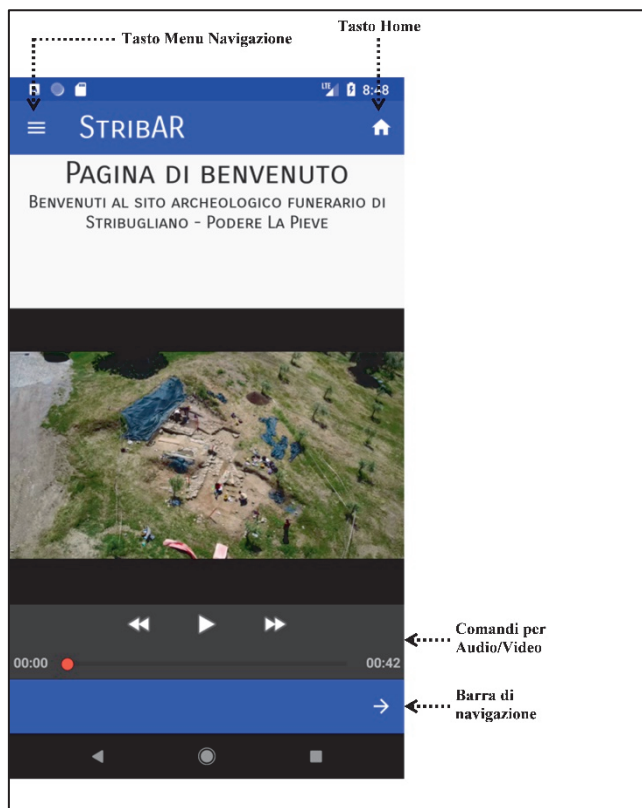 Tasto Home
Tasto Menu Navigazione
LTE 8:48
StribAR
Pagina di benvenuto
Benvenuti al sito archeologico funerario di
Stribugliano - Podere La Pieve
Comandi per
Audio/Video
00:00 00:42
Barra di
navigazione